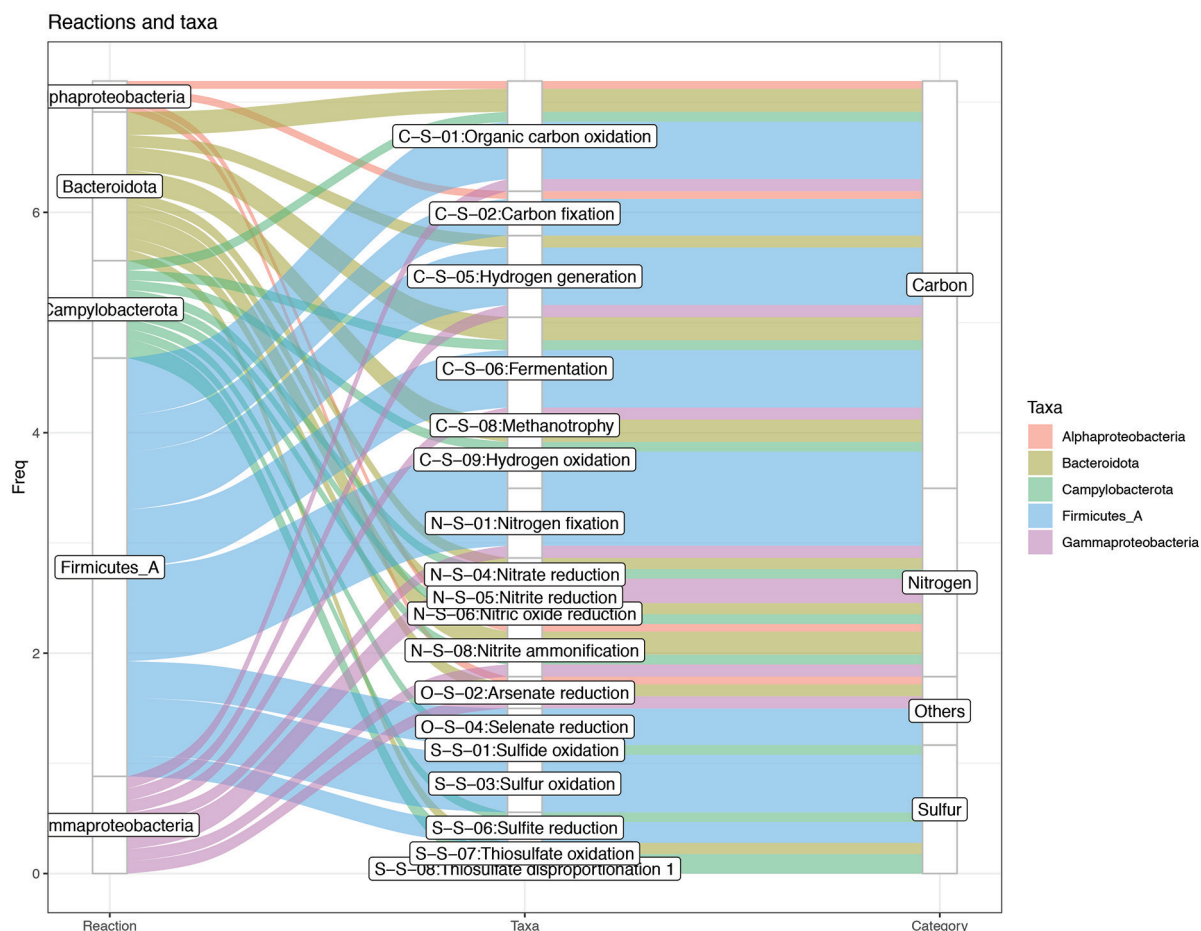 Reactions and taxa
Freq
6
4
2
0
phaproteobacteria
Bacteroidota
Campylobacterota
Firmicutes_A
mmaproteobacteria
C−S−01:Organic carbon oxidation
C−S−02:Carbon fixation
C−S−05:Hydrogen generation
C−S−06:Fermentation
C−S−08:Methanotrophy
C−S−09:Hydrogen oxidation
N−S−01:Nitrogen fixation
N−S−04:Nitrate reduction
N−S−05:Nitrite reduction
N−S−06:Nitric oxide reduction
N−S−08:Nitrite ammonification
O−S−02:Arsenate reduction
O−S−04:Selenate reduction
S−S−01:Sulfide oxidation
S−S−03:Sulfur oxidation
S−S−06:Sulfite reduction
S−S−07:Thiosulfate oxidation
S−S−08:Thiosulfate disproportionation 1
Carbon
Nitrogen
Others
Sulfur
Reaction
Taxa
Category
Taxa
Alphaproteobacteria
Bacteroidota
Campylobacterota
Firmicutes_A
Gammaproteobacteria